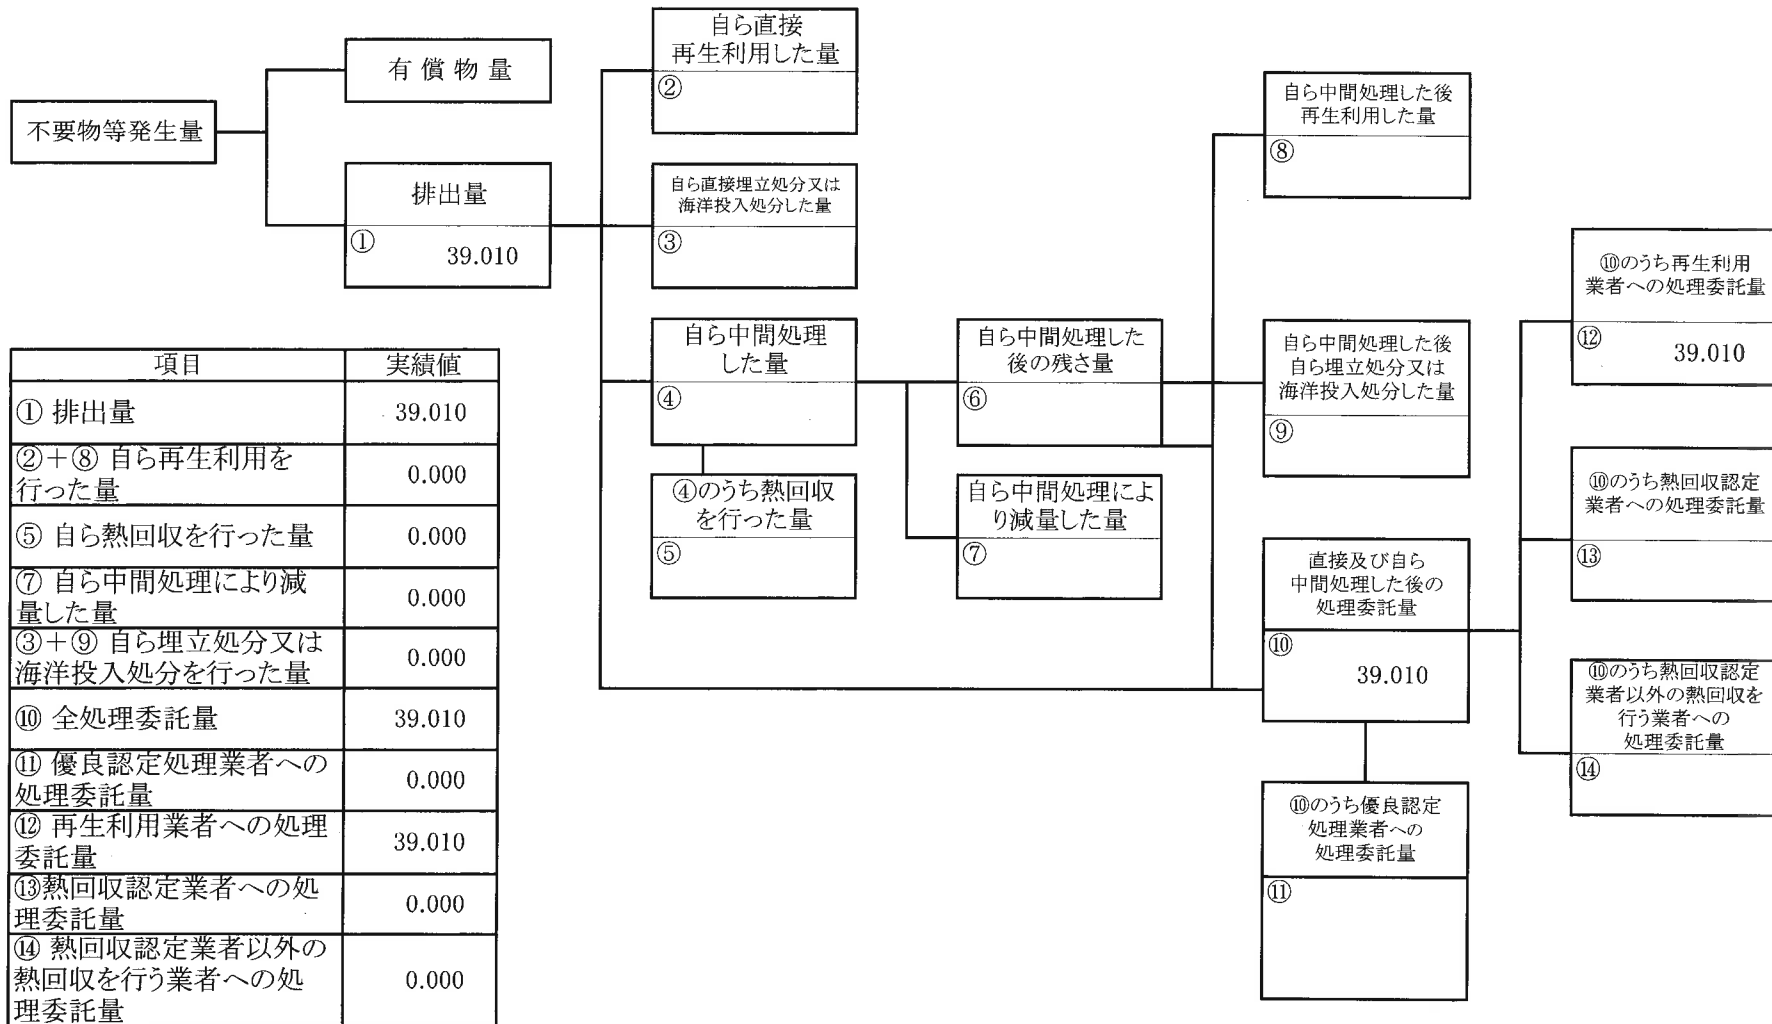 不要物等発生量
有償物量
排出量
①
39.010
自ら直接
再生利用した量
②
自ら直接埋立処分又は
海洋投入処分した量
③
自ら中間処理
した量
④
④のうち熱回収
を行った量
⑤
自ら中間処理した
後の残さ量
⑥
自ら中間処理によ
り減量した量
⑦
自ら中間処理した後
再生利用した量
⑧
自ら中間処理した後
自ら埋立処分又は
海洋投入処分した量
⑨
直接及び自ら
中間処理した後の
処理委託量
⑩
39.010
⑩のうち優良認定
処理業者への
処理委託量
⑪
⑩のうち再生利用
業者への処理委託量
⑫
39.010
⑩のうち熱回収認定
業者への処理委託量
⑬
⑩のうち熱回収認定
業者以外の熱回収を
行う業者への
処理委託量
⑭
項目 実績値
① 排出量 39.010
②+⑧ 自ら再生利用を
行った量 0.000
⑤ 自ら熱回収を行った量 0.000
⑦ 自ら中間処理により減
量した量 0.000
③+⑨ 自ら埋立処分又は
海洋投入処分を行った量 0.000
⑩ 全処理委託量 39.010
⑪ 優良認定処理業者への
処理委託量 0.000
⑫ 再生利用業者への処理
委託量 39.010
⑬熱回収認定業者への処
理委託量 0.000
⑭ 熱回収認定業者以外の
熱回収を行う業者への処
理委託量 0.000